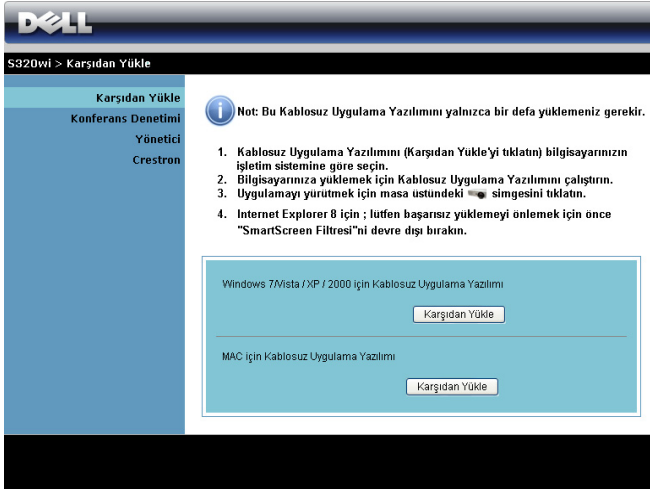 DELL
S320wi > Karşıdan Yükle
Karşıdan Yükle
Konferans Denetimi
Yönetici
Crestron
Not: Bu Kablosuz Uygulama Yazılımını yalnızca bir defa yüklemeniz gerekir.
1. Kablosuz Uygulama Yazılımını (Karşıdan Yükle'yi tıklatın) bilgisayarınızın
işletim sistemine göre seçin.
2. Bilgisayarınıza yüklemek için Kablosuz Uygulama Yazılımını çalıştırın.
3. Uygulamayı yürütmek için masa üstündeki simgesini tıklatın.
4. Internet Explorer 8 için ; lütfen başarısız yüklemeyi önlemek için önce
"SmartScreen Filtresi"ni devre dışı bırakın.
Windows 7/Vista / XP / 2000 için Kablosuz Uygulama Yazılımı
Karşıdan Yükle
MAC için Kablosuz Uygulama Yazılımı
Karşıdan Yükle